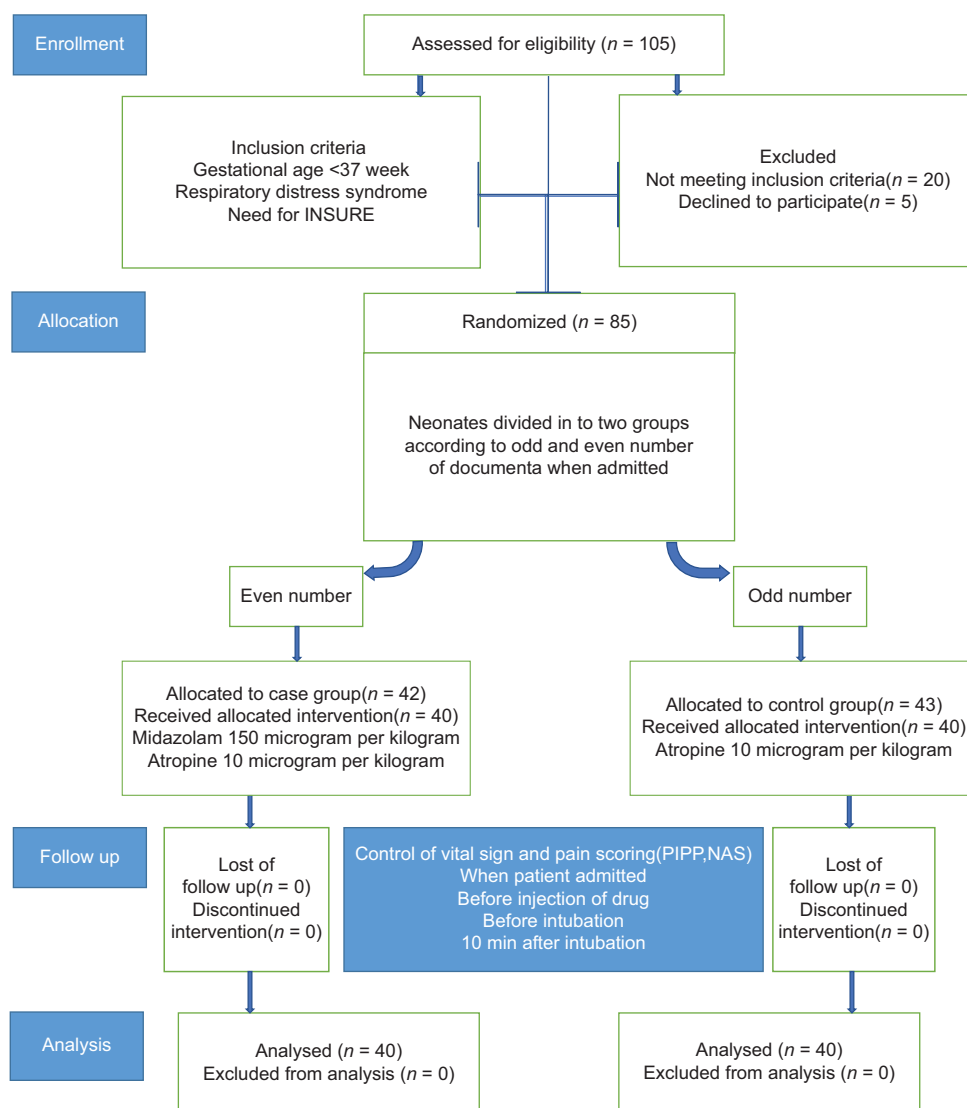 Enrollment
Assessed for eligibility (n = 105)
Inclusion criteria
Gestational age <37 week
Respiratory distress syndrome
Need for INSURE
Excluded
Not meeting inclusion criteria(n = 20)
Declined to participate(n = 5)
Allocation
Randomized (n = 85)
Neonates divided in to two groups
according to odd and even number
of documenta when admitted
Even number
Odd number
Allocated to case group(n = 42)
Received allocated intervention(n = 40)
Midazolam 150 microgram per kilogram
Atropine 10 microgram per kilogram
Allocated to control group(n = 43)
Received allocated intervention(n = 40)
Atropine 10 microgram per kilogram
Follow up
Lost of
follow up(n = 0)
Discontinued
intervention(n = 0)
Control of vital sign and pain scoring(PIPP,NAS)
When patient admitted
Before injection of drug
Before intubation
10 min after intubation
Lost of
follow up(n = 0)
Discontinued
intervention(n = 0)
Analysis
Analysed (n = 40)
Excluded from analysis (n = 0)
Analysed (n = 40)
Excluded from analysis (n = 0)